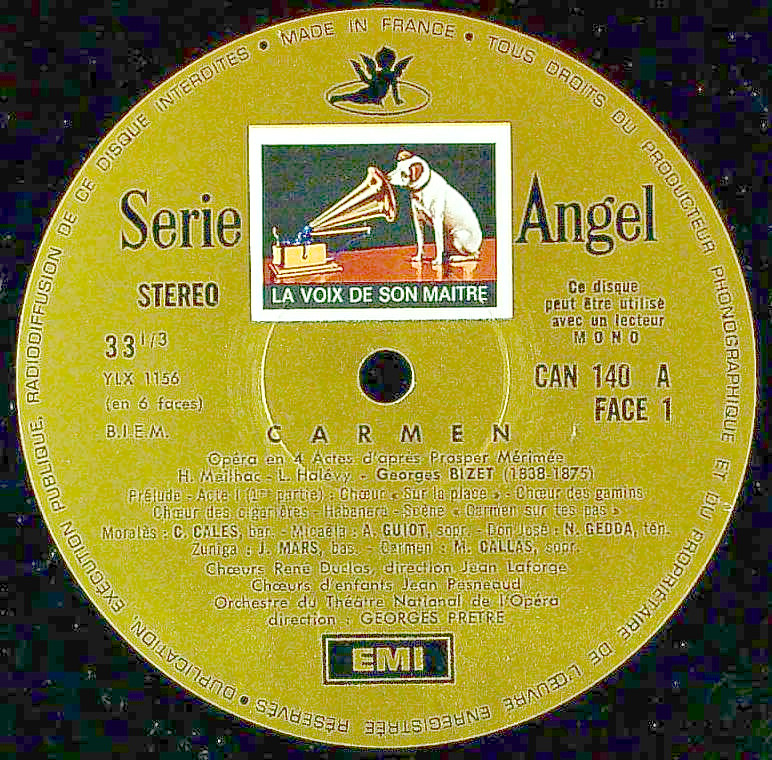 MADE IN FRANCE • TOUS DROITS DU PRODUCTEUR PHONOGRAPHIQUE ET DU PROPRIETAIRE DE L'ŒUVRE ENREGISTRÉE RÉSERVÉS • DUPLICATION, EXÉCUTION PUBLIQUE, RADIODIFFUSION DE CE DISQUE INTERDITES •
Serie Angel
LA VOIX DE SON MAITRE
STEREO
33 1/3
YLX 1156
(en 6 faces)
B.I.E.M.
Ce disque
peut être utilisé
avec un lecteur
MONO
CAN 140 A
FACE 1
CARMEN
Opéra en 4 Actes d'après Prosper Mérimée
H. Meilhac - L. Halévy - Georges BIZET (1838-1875)
Prélude - Acte I (1re partie) : Chœur « Sur la place » - Chœur des gamins
Chœur des cigarières - Habanera - Scène « Carmen sur tes pas »
Moralès : C. CALES, bar. - Micaëla : A. GUIOT, sopr. - Don José : N. GEDDA, tén.
Zuniga : J. MARS, bas. - Carmen : M. CALLAS, sopr.
Chœurs René Duclos, direction Jean Laforge
Chœurs d'enfants Jean Pesneaud
Orchestre du Théatre National de l'Opéra
direction : GEORGES PRETRE
EMI